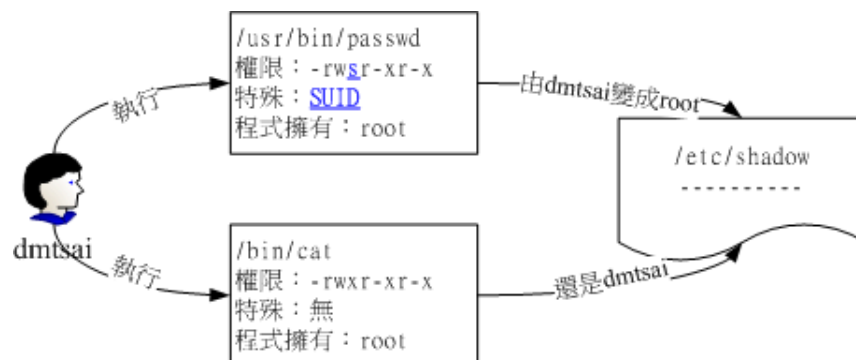 /usr/bin/passwd
權限：-rwsr-xr-x
特殊：SUID
程式擁有：root
執行
由dmtsai變成root
/etc/shadow
----------
dmtsai
執行
/bin/cat
權限：-rwxr-xr-x
特殊：無
程式擁有：root
還是dmtsai